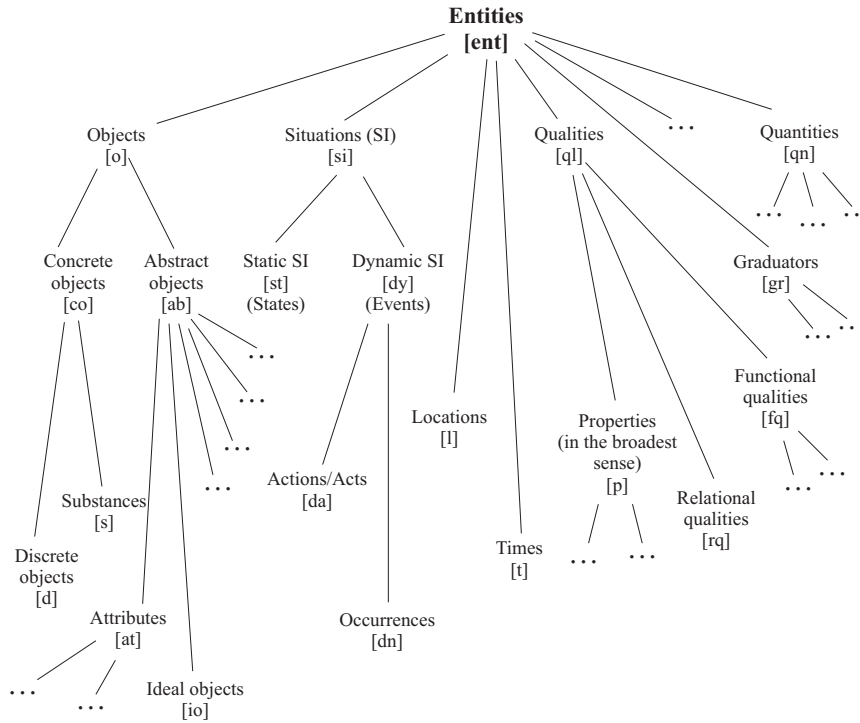 Entities
[ent]
Objects
[o]
Situations (SI)
[si]
Qualities
[ql]
...
Quantities
[qn]
...
...
...
Concrete
objects
[co]
Abstract
objects
[ab]
Static SI
[st]
(States)
Dynamic SI
[dy]
(Events)
Graduators
[gr]
...
...
...
...
...
...
Locations
[l]
Properties
(in the broadest
sense)
[p]
Functional
qualities
[fq]
...
...
Substances
[s]
Actions/Acts
[da]
Relational
qualities
[rq]
Discrete
objects
[d]
Times
[t]
...
...
Attributes
[at]
Occurrences
[dn]
...
...
Ideal objects
[io]